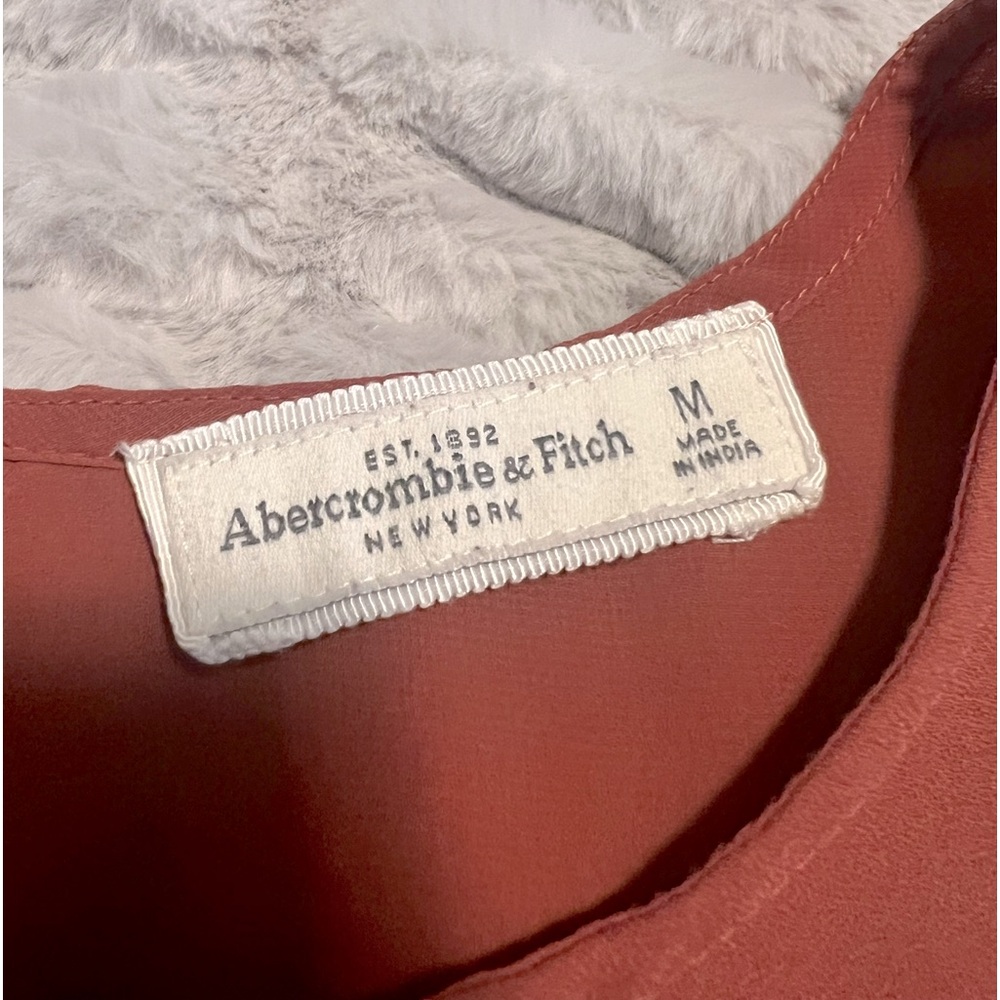 EST. 1892
Abercrombie & Fitch
NEW YORK
M
MADE
IN INDIA